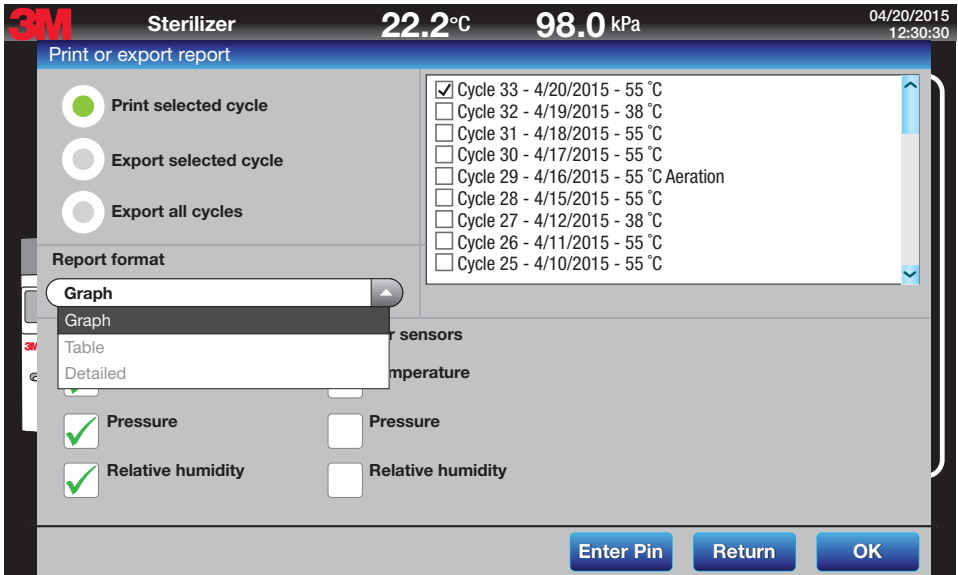 3M Sterilizer 22.2°C 98.0 kPa 04/20/2015
12:30:30
Print or export report
Print selected cycle
Export selected cycle
Export all cycles
Cycle 33 - 4/20/2015 - 55 ˚C
Cycle 32 - 4/19/2015 - 38 ˚C
Cycle 31 - 4/18/2015 - 55 ˚C
Cycle 30 - 4/17/2015 - 55 ˚C
Cycle 29 - 4/16/2015 - 55 ˚C Aeration
Cycle 28 - 4/15/2015 - 55 ˚C
Cycle 27 - 4/12/2015 - 38 ˚C
Cycle 26 - 4/11/2015 - 55 ˚C
Cycle 25 - 4/10/2015 - 55 ˚C
Report format
Graph
Graph
Table
Detailed
sensors
mperature
3M
Pressure Pressure
Relative humidity Relative humidity
Enter Pin Return OK